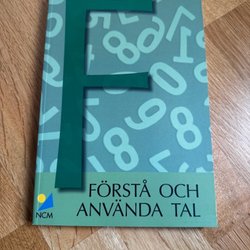 F
FÖRSTÅ OCH
ANVÄNDA TAL
NCM